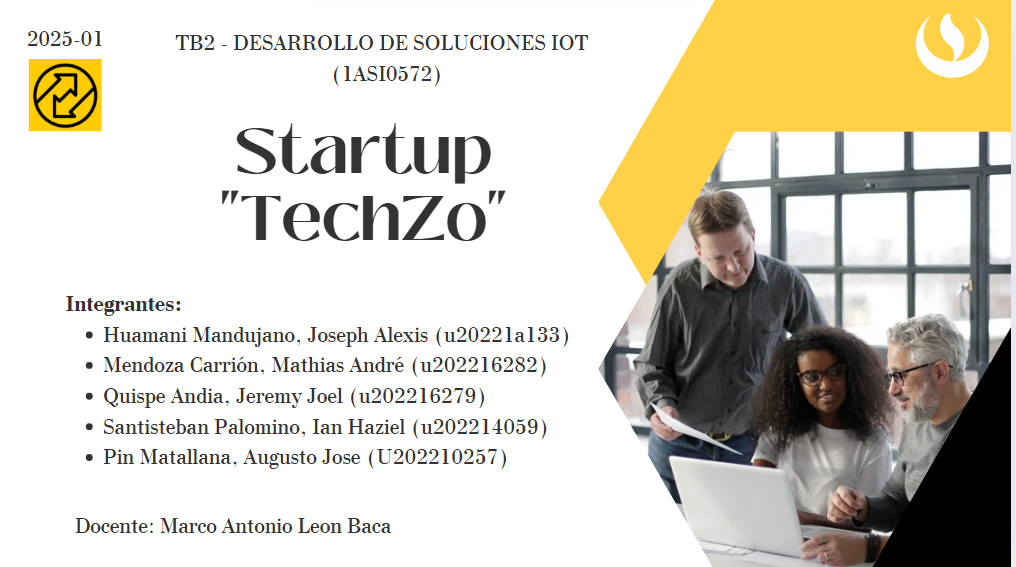 2025-01
TB2 - DESARROLLO DE SOLUCIONES IOT
(1ASI0572)
Startup
"TechZo"
Integrantes:
• Huamani Mandujano, Joseph Alexis (u20221a133)
• Mendoza Carrión, Mathias André (u202216282)
• Quispe Andia, Jeremy Joel (u202216279)
• Santisteban Palomino, Ian Haziel (u202214059)
• Pin Matallana, Augusto Jose (U202210257)
Docente: Marco Antonio Leon Baca